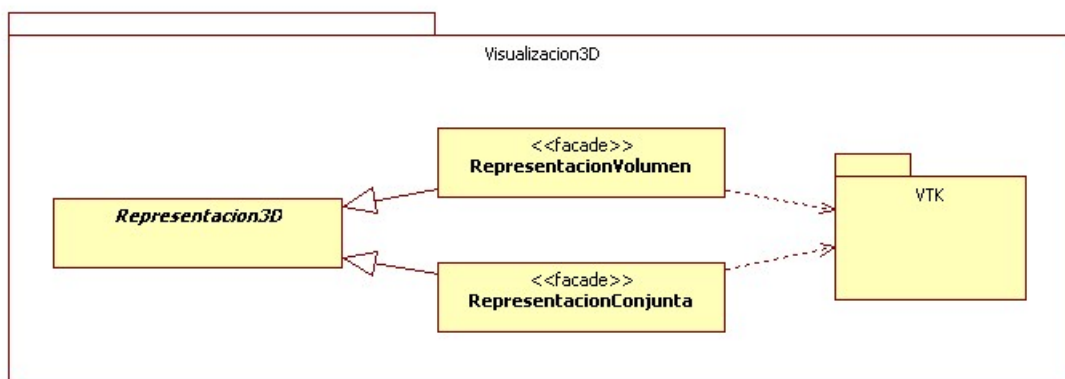 Visualizacion3D
<<facade>>
RepresentacionVolumen
Representacion3D
VTK
<<facade>>
RepresentacionConjunta